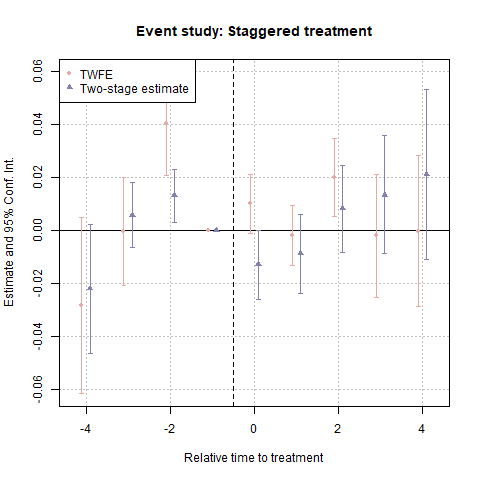 Event study: Staggered treatment
TWFE
Two-stage estimate
Estimate and 95% Conf. Int.
0.06
0.04
0.02
0.00
-0.02
-0.04
-0.06
-4
-2
0
2
4
Relative time to treatment